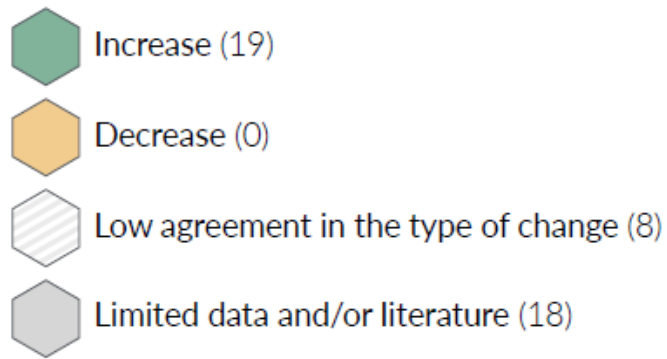 Increase (19)
Decrease (0)
Low agreement in the type of change (8)
Limited data and/or literature (18)